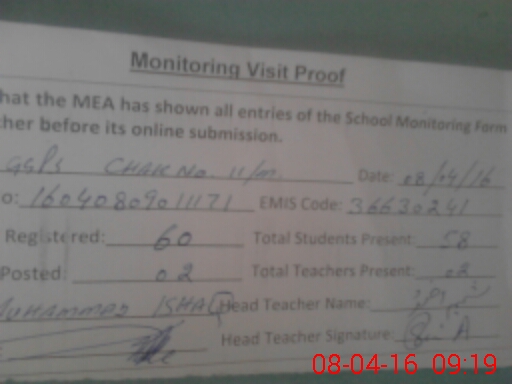 Monitoring Visit Proof
hat the MEA has shown all entries of the School Monitoring Form
cher before its online submission.
GGPS CHAK No. 11/M Date: 08/04/16
o: 1604080901171 EMIS Code: 36630241
Registered: 60 Total Students Present: 58
Posted: 02 Total Teachers Present: 02
MUHAMMAD ISHAQ Head Teacher Name:
Head Teacher Signature:
08-04-16 09:19